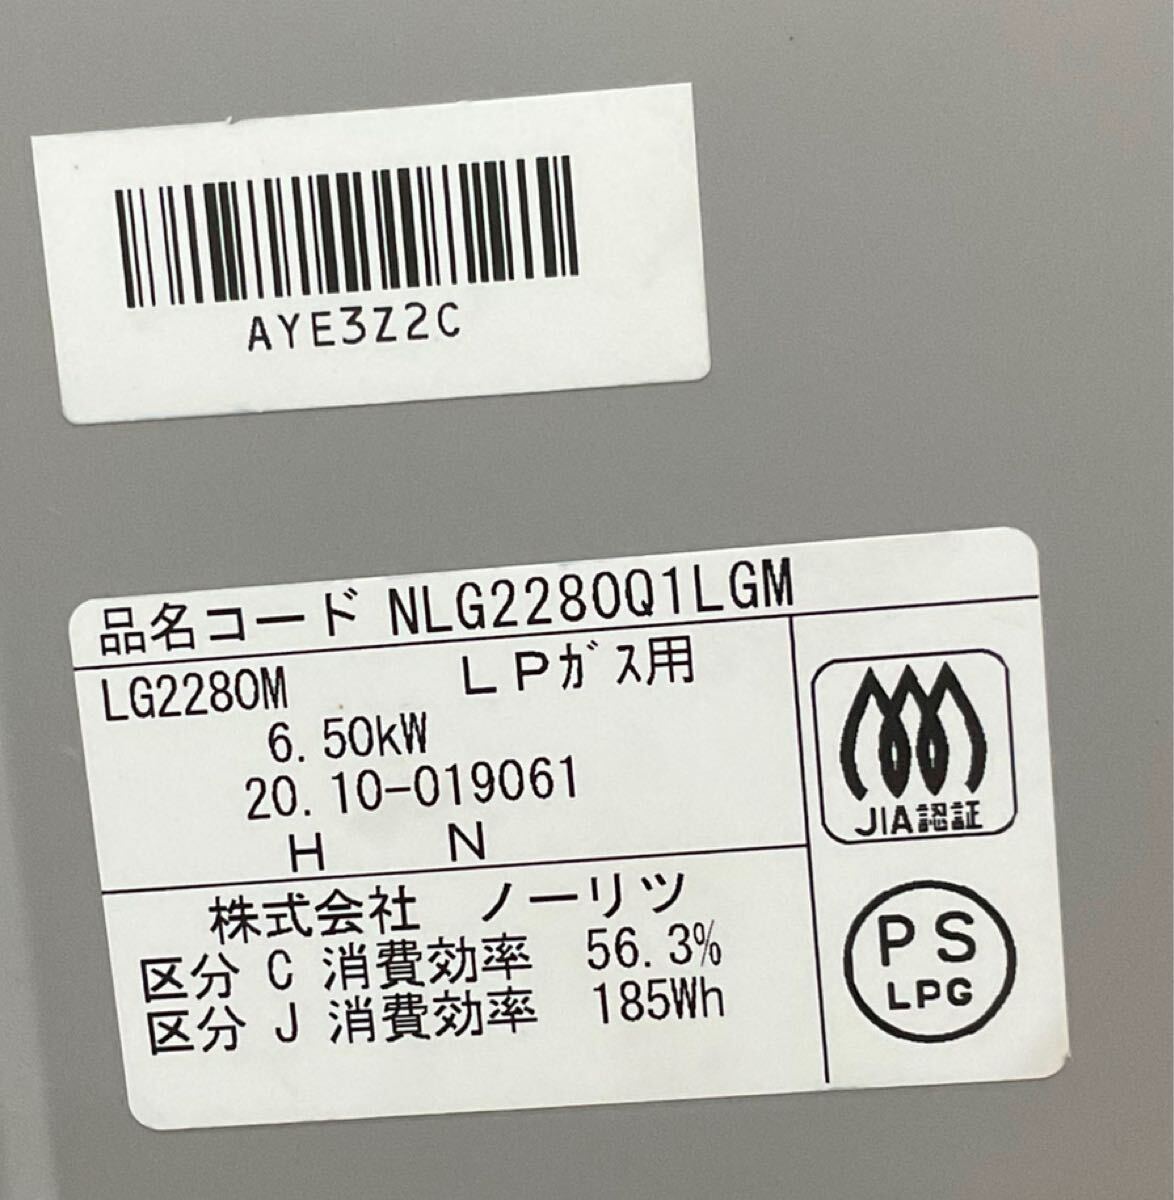 AYE3Z2C
品名コード NLG2280Q1LGM
LG2280M LPガス用
6.50kW
20.10-019061
H N
株式会社 ノーリツ
区分 C 消費効率 56.3%
区分 J 消費効率 185Wh
JIA認証
PS
LPG